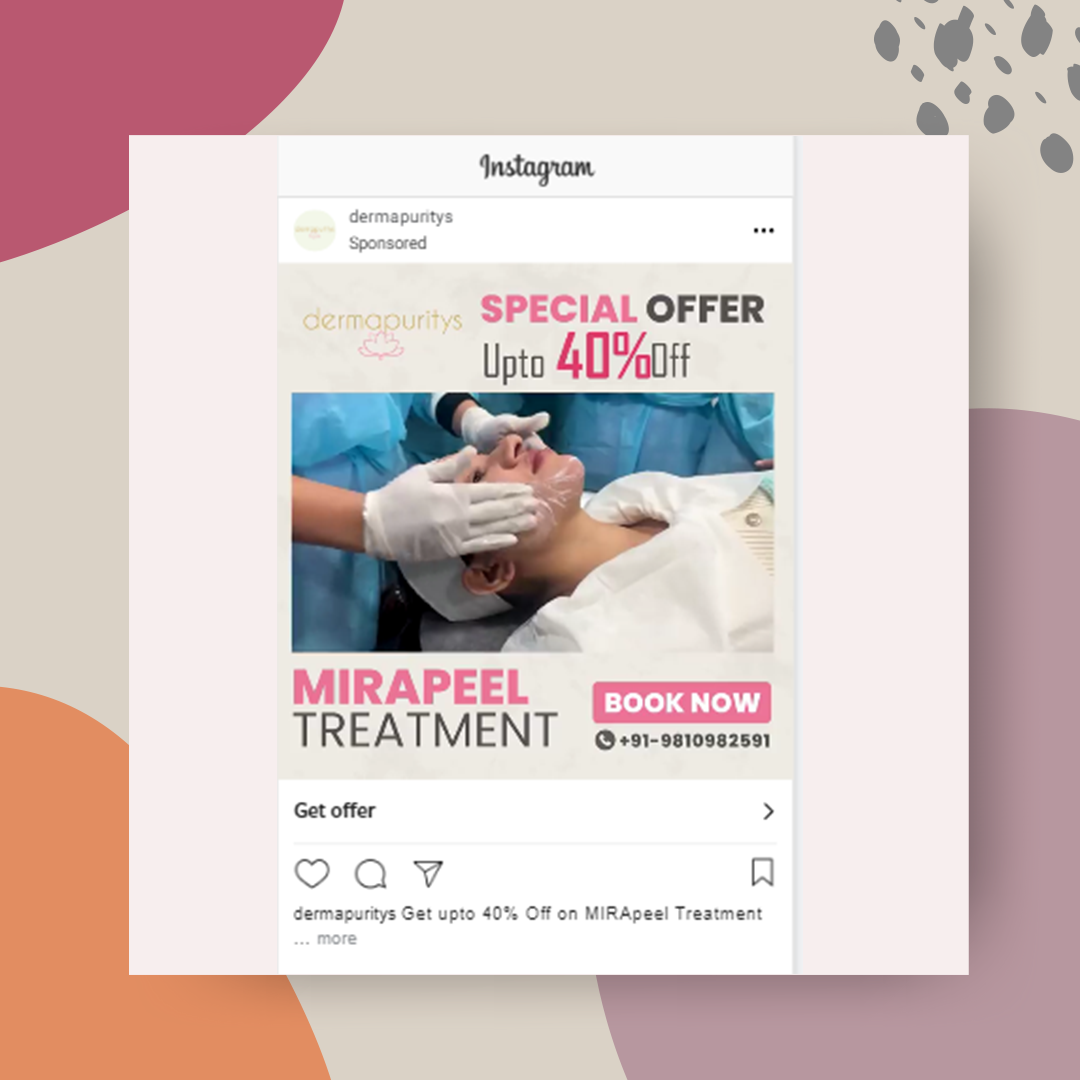 Instagram
dermapuritys
Sponsored
dermapuritys
SPECIAL OFFER
Upto 40% Off
MIRAPEEL
TREATMENT
BOOK NOW
+91-9810982591
Get offer
dermapuritys Get upto 40% Off on MIRApeel Treatment
... more